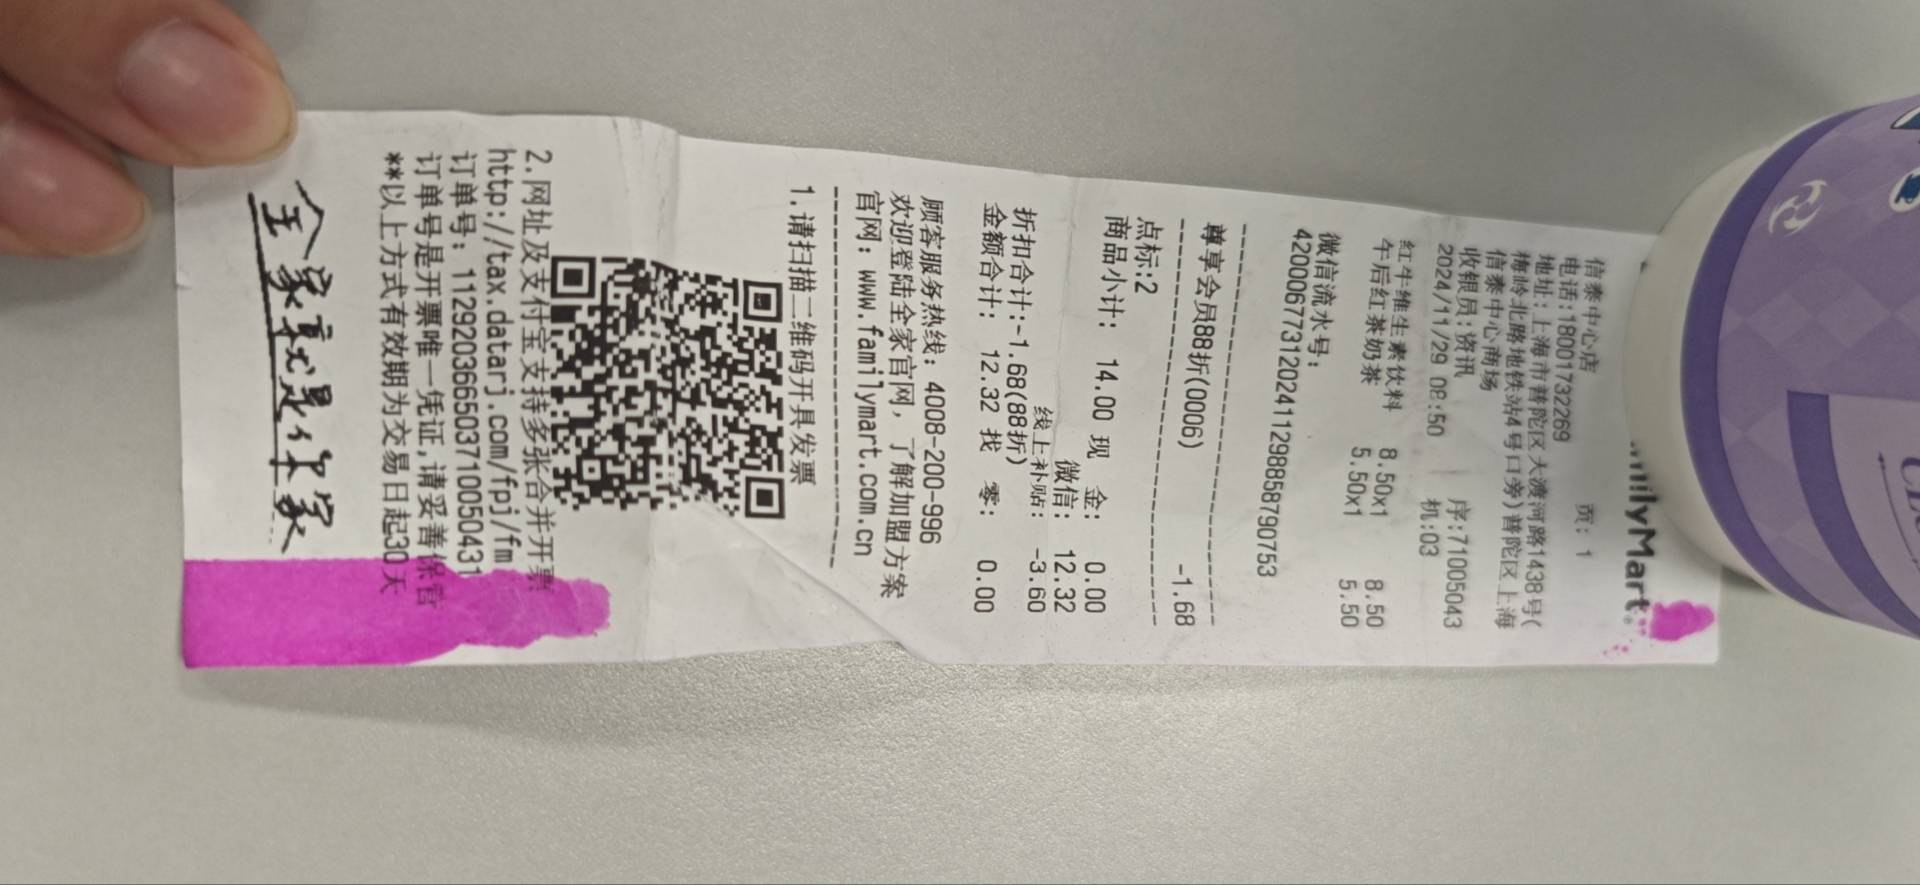 milyMart
信泰中心店 页: 1
电话:18001732269
地址:上海市普陀区大渡河路1438号(
梅岭北路地铁站4号口旁)普陀区上海
信泰中心商场
收银员:资讯 序:71005043
2024/11/29 08:50 机:03
红牛维生素饮料 8.50x1 8.50
午后红茶奶茶 5.50x1 5.50
微信流水号:
4200067731202411298858790753
尊享会员88折(0006) -1.68
点标:2
商品小计: 14.00 现 金: 0.00
微信: 12.32
线上补贴: -3.60
折扣合计:-1.68(88折)
金额合计: 12.32 找 零: 0.00
顾客服务热线: 4008-200-996
欢迎登陆全家官网, 了解加盟方案
官网: www.familymart.com.cn
1.请扫描二维码开具发票
2.网址及支付宝支持多张合并开票
http://tax.datarj.com/fpj/fm
订单号: 112920366503710050431
订单号是开票唯一凭证,请妥善保管
**以上方式有效期为交易日起30天
全家就是你家